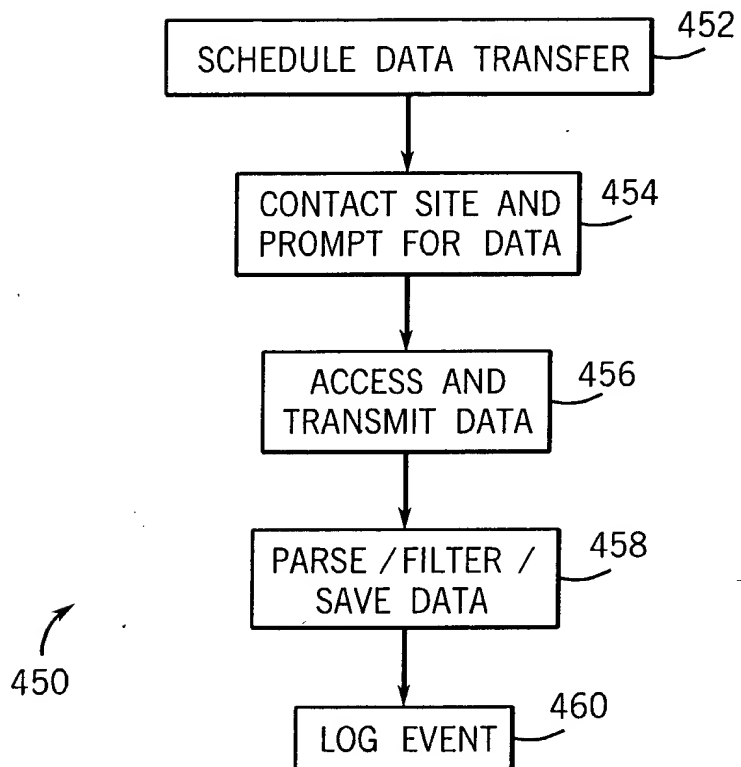 452
SCHEDULE DATA TRANSFER
454
CONTACT SITE AND
PROMPT FOR DATA
456
ACCESS AND
TRANSMIT DATA
458
PARSE / FILTER /
SAVE DATA
450
460
LOG EVENT